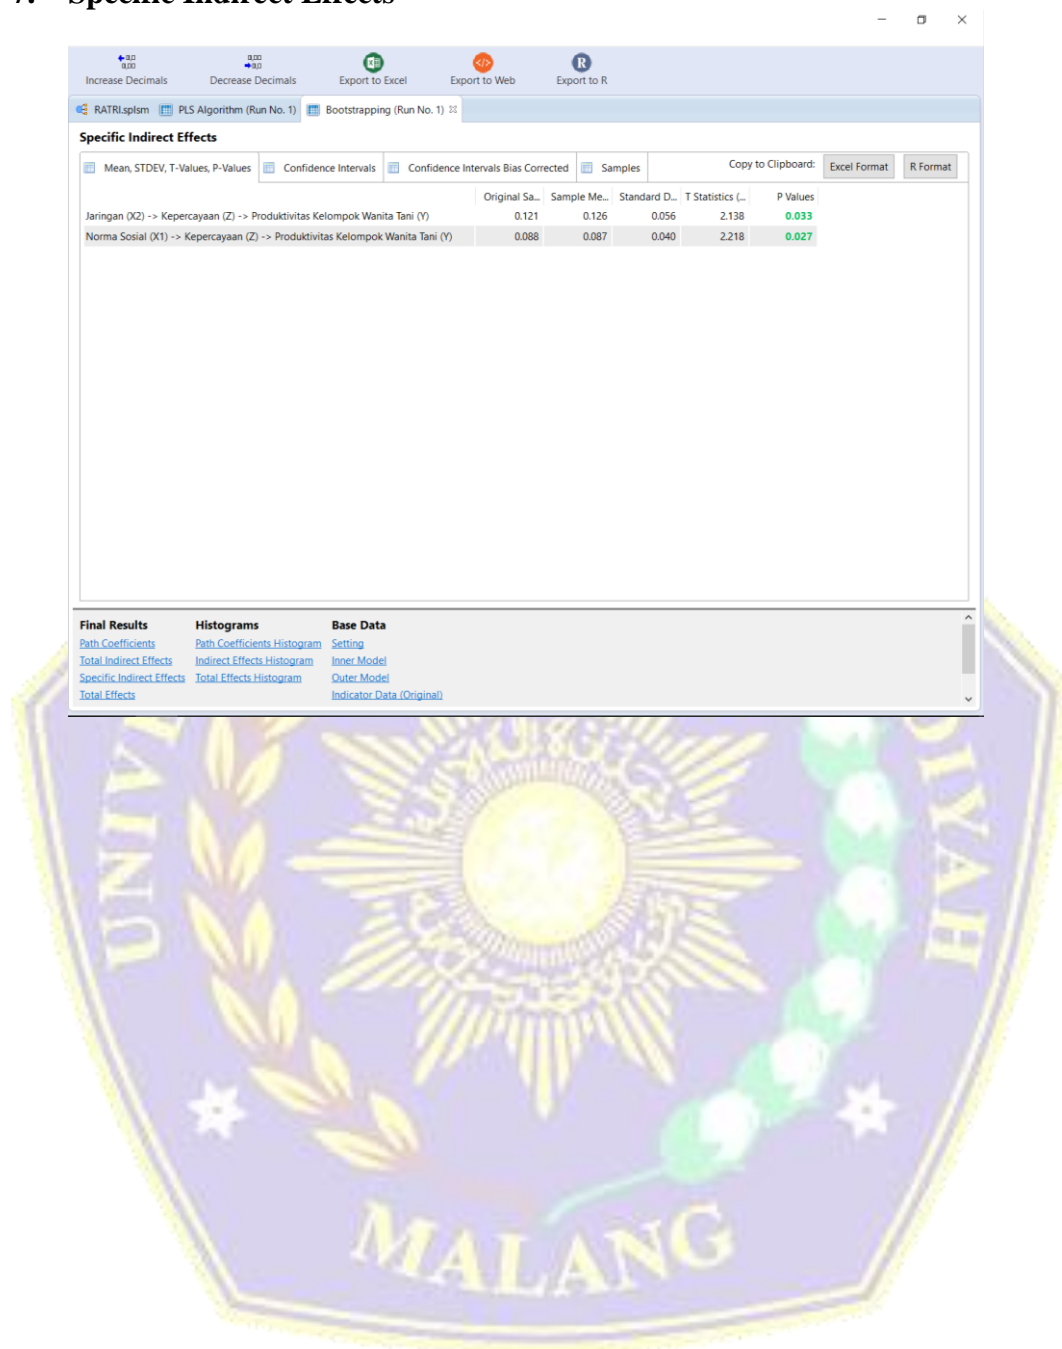 7. Specific Indirect Effects
Increase Decimals Decrease Decimals Export to Excel Export to Web Export to R
RATRI.splsm PLS Algorithm (Run No. 1) Bootstrapping (Run No. 1)
Specific Indirect Effects
Mean, STDEV, T-Values, P-Values Confidence Intervals Confidence Intervals Bias Corrected Samples Copy to Clipboard: Excel Format R Format
Original Sa... Sample Me... Standard D... T Statistics (... P Values
Jaringan (X2) -> Kepercayaan (Z) -> Produktivitas Kelompok Wanita Tani (Y) 0.121 0.126 0.056 2.138 0.033
Norma Sosial (X1) -> Kepercayaan (Z) -> Produktivitas Kelompok Wanita Tani (Y) 0.088 0.087 0.040 2.218 0.027
Final Results Histograms Base Data
Path Coefficients Path Coefficients Histogram Setting
Total Indirect Effects Indirect Effects Histogram Inner Model
Specific Indirect Effects Total Effects Histogram Outer Model
Total Effects Indicator Data (Original)
MALANG